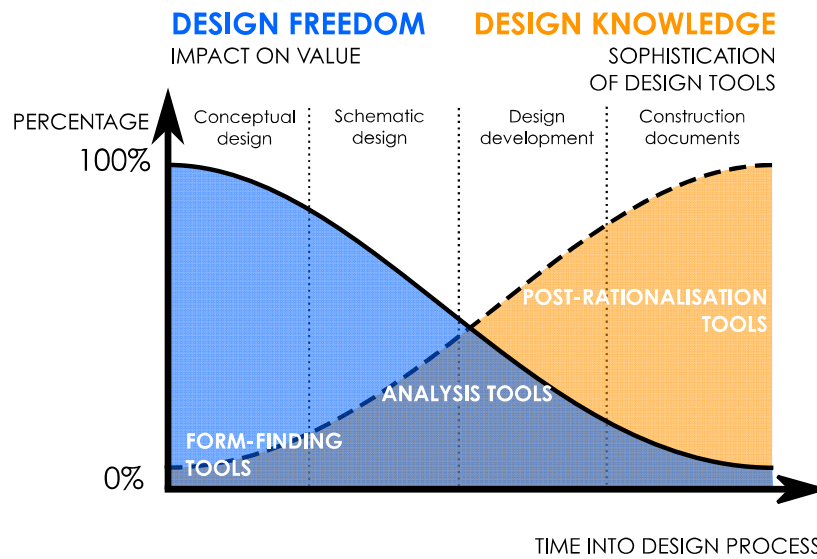 DESIGN FREEDOM
IMPACT ON VALUE
DESIGN KNOWLEDGE
SOPHISTICATION
OF DESIGN TOOLS
PERCENTAGE
Conceptual
design
Schematic
design
Design
development
Construction
documents
100%
POST-RATIONALISATION
TOOLS
ANALYSIS TOOLS
FORM-FINDING
TOOLS
0%
TIME INTO DESIGN PROCESS